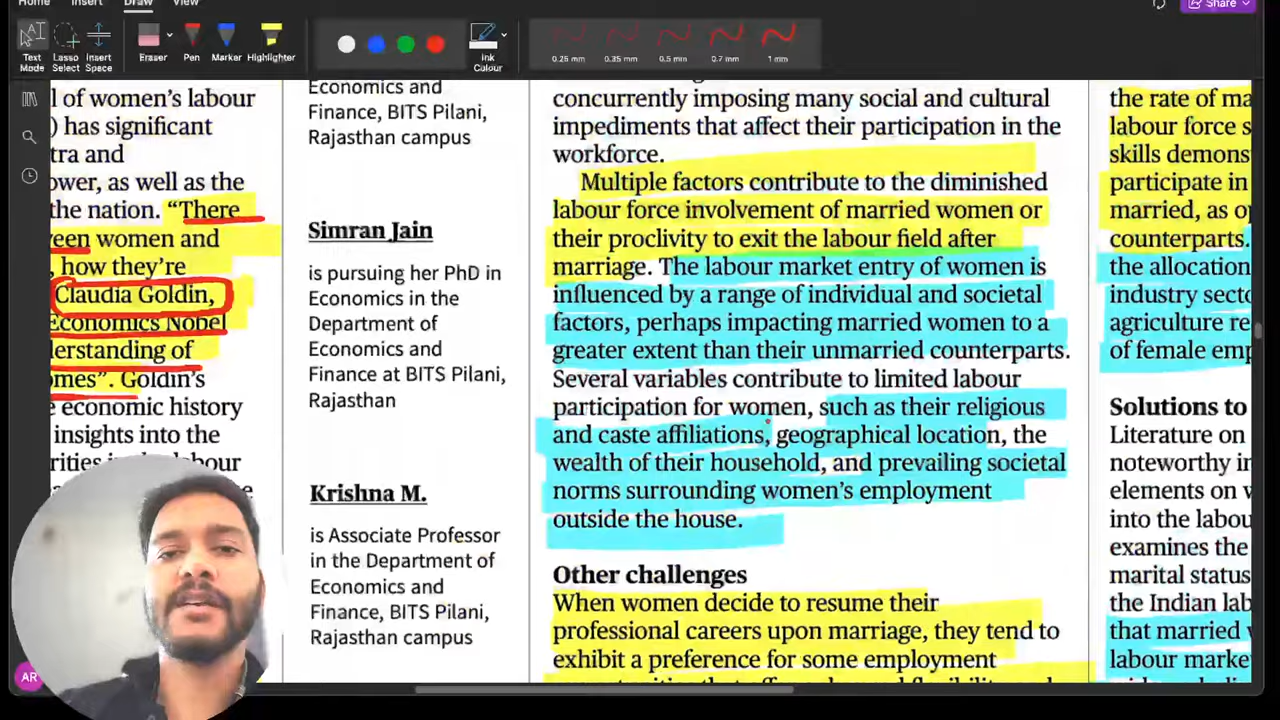 Home Insert Draw View
Share
Text Mode
Lasso Select
Insert Space
Eraser
Pen
Marker
Highlighter
Ink Colour
0.25 mm
0.35 mm
0.5 mm
0.7 mm
1 mm
l of women's labour
) has significant
tra and
ower, as well as the
the nation. “There
een women and
, how they're
Claudia Goldin,
Economics Nobel
derstanding of
omes”. Goldin's
e economic history
insights into the
Economics and
Finance, BITS Pilani,
Rajasthan campus
Simran Jain
is pursuing her PhD in
Economics in the
Department of
Economics and
Finance at BITS Pilani,
Rajasthan
Krishna M.
is Associate Professor
in the Department of
Economics and
Finance, BITS Pilani,
Rajasthan campus
concurrently imposing many social and cultural
impediments that affect their participation in the
workforce.
Multiple factors contribute to the diminished
labour force involvement of married women or
their proclivity to exit the labour field after
marriage. The labour market entry of women is
influenced by a range of individual and societal
factors, perhaps impacting married women to a
greater extent than their unmarried counterparts.
Several variables contribute to limited labour
participation for women, such as their religious
and caste affiliations, geographical location, the
wealth of their household, and prevailing societal
norms surrounding women's employment
outside the house.
Other challenges
When women decide to resume their
professional careers upon marriage, they tend to
exhibit a preference for some employment
the rate of ma
labour force s
skills demons
participate in
married, as op
counterparts.
the allocation
industry secto
agriculture re
of female emp
Solutions to
Literature on
noteworthy in
elements on w
into the labou
examines the
marital status
the Indian lab
that married w
labour marke
AR